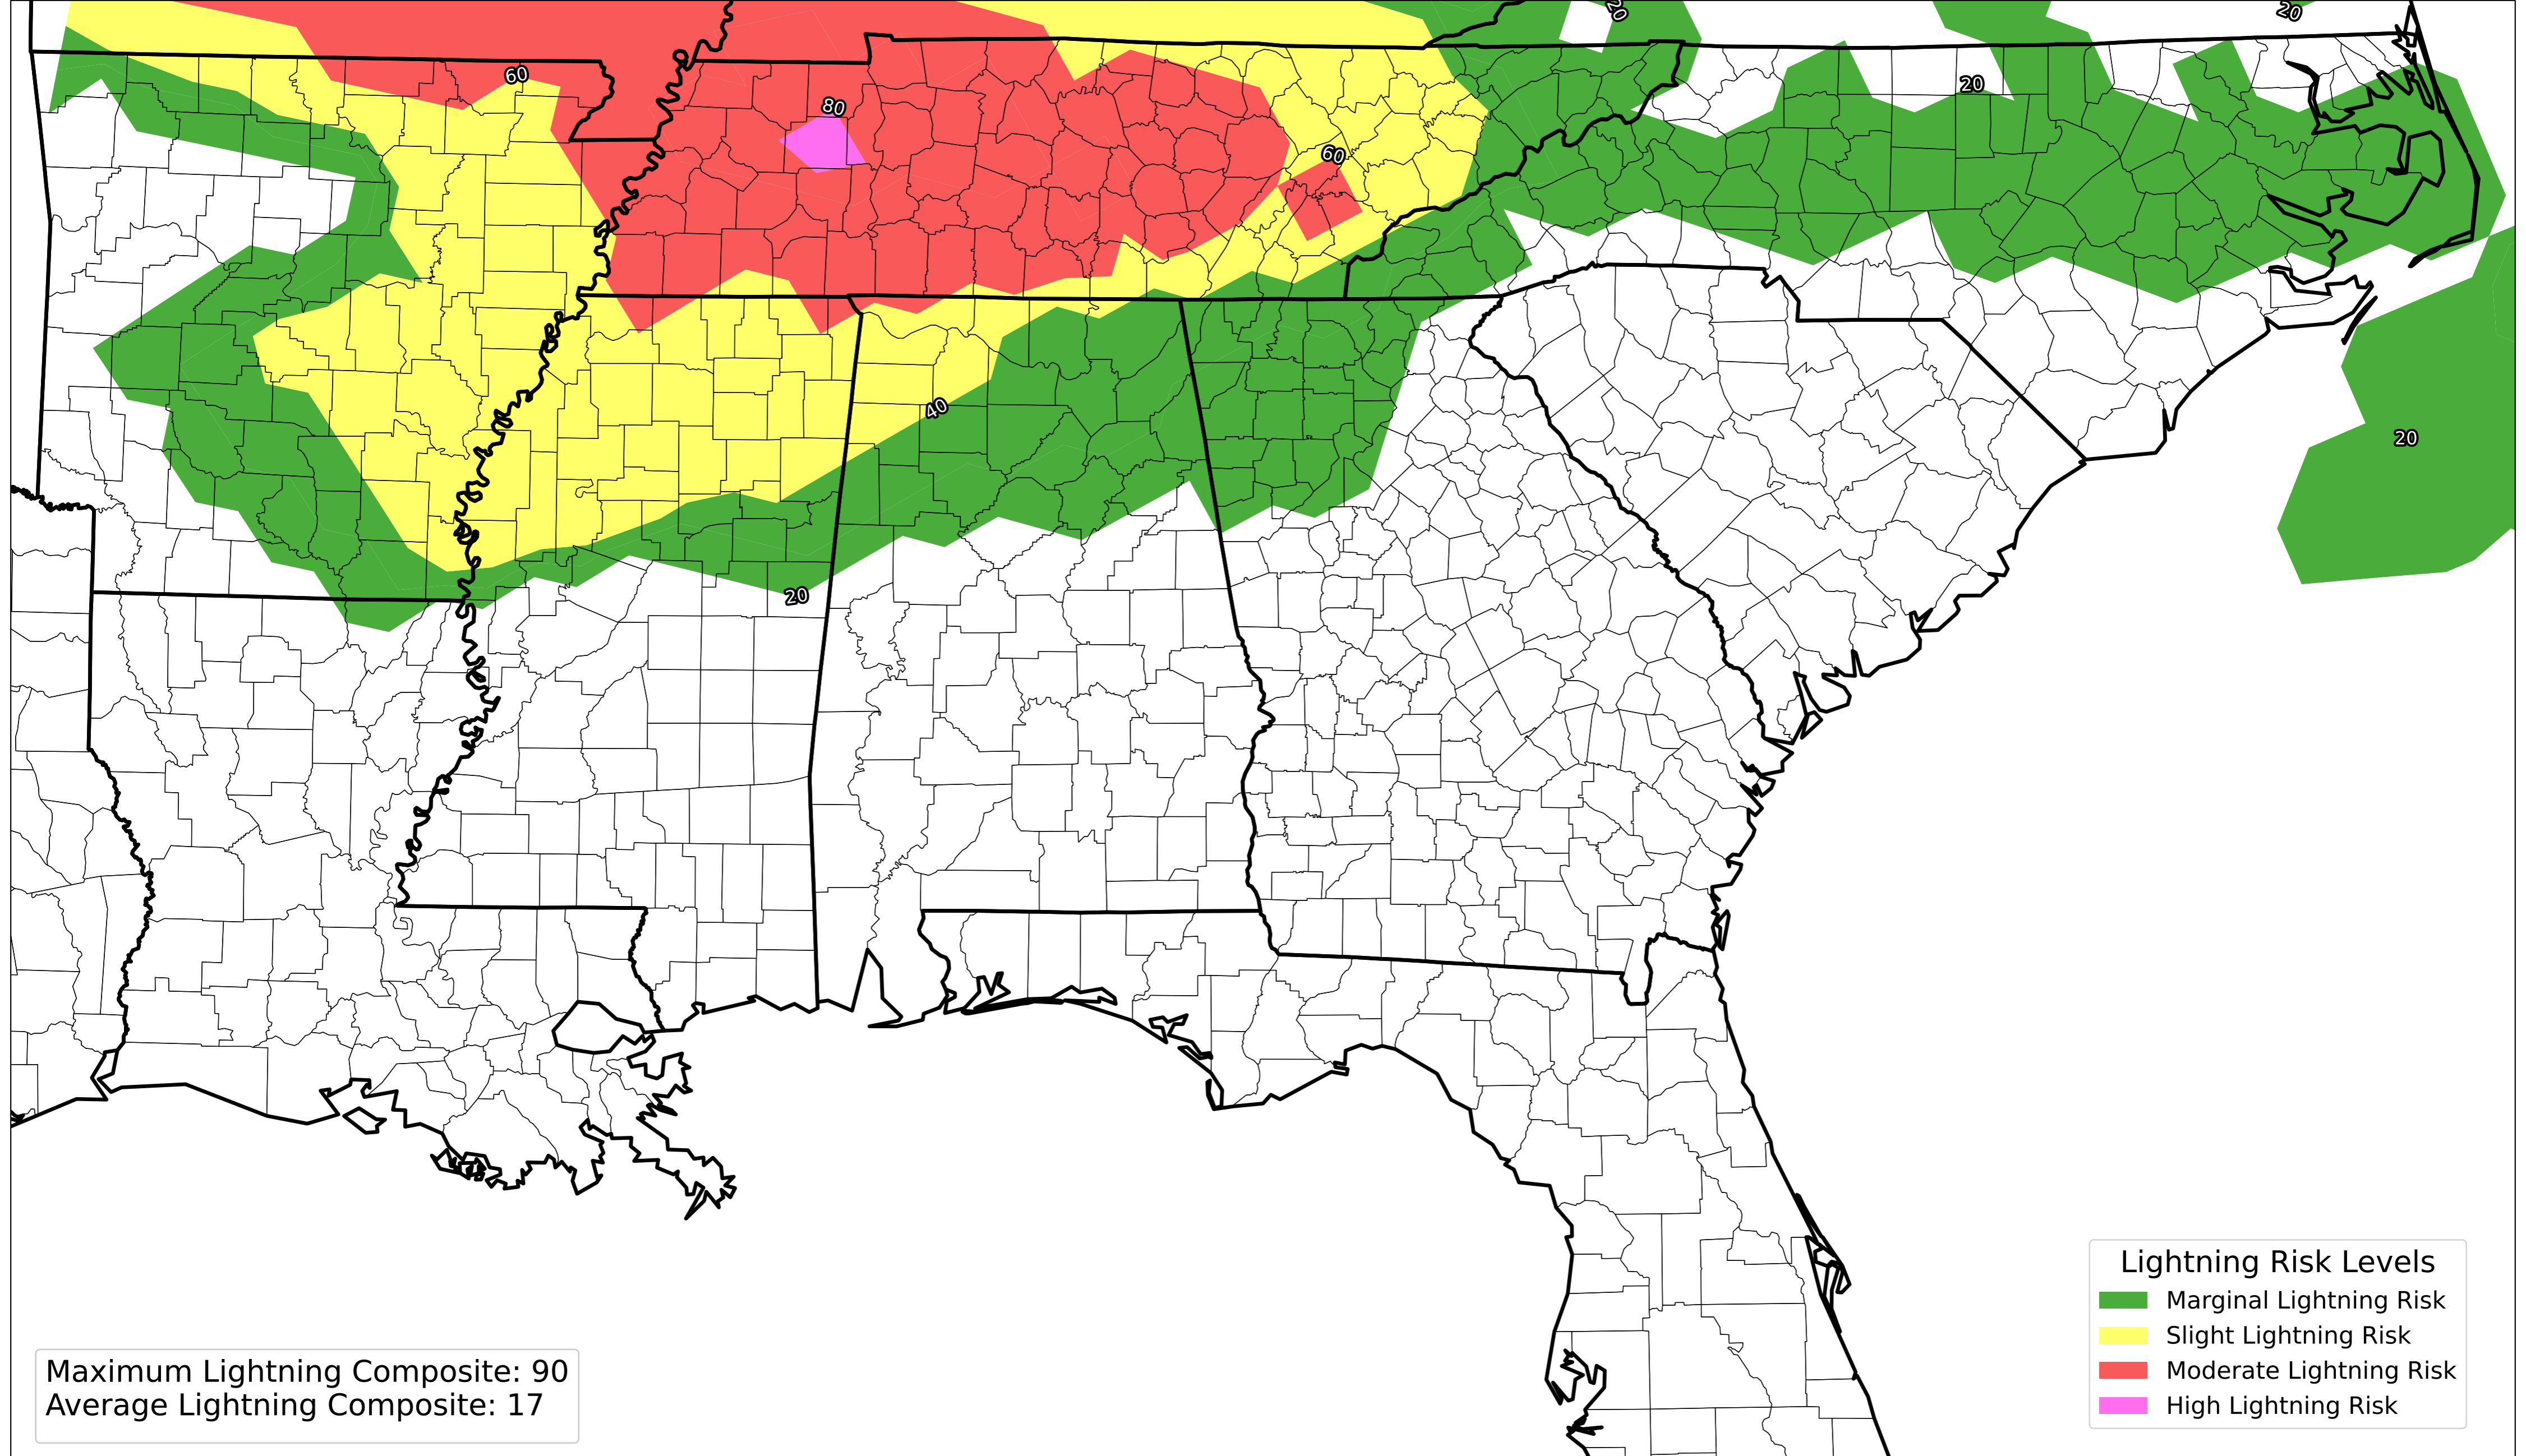 20
20
60
20
80
60
40
20
20
Lightning Risk Levels
Marginal Lightning Risk
Slight Lightning Risk
Moderate Lightning Risk
High Lightning Risk
Maximum Lightning Composite: 90
Average Lightning Composite: 17